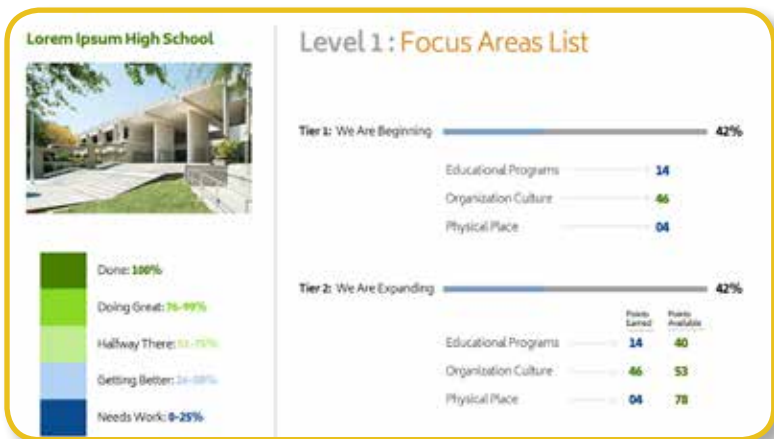 Lorem Ipsum High School
Level 1: Focus Areas List
Tier 1: We Are Beginning 42%
Educational Programs 14
Organization Culture 46
Physical Place 04
Done: 100%
Doing Great: 76-99%
Halfway There:
Getting Better:
Needs Work: 0-25%
Tier 2: We Are Expanding 42%
Points Earned Points Available
Educational Programs 14 40
Organization Culture 46 53
Physical Place 04 78